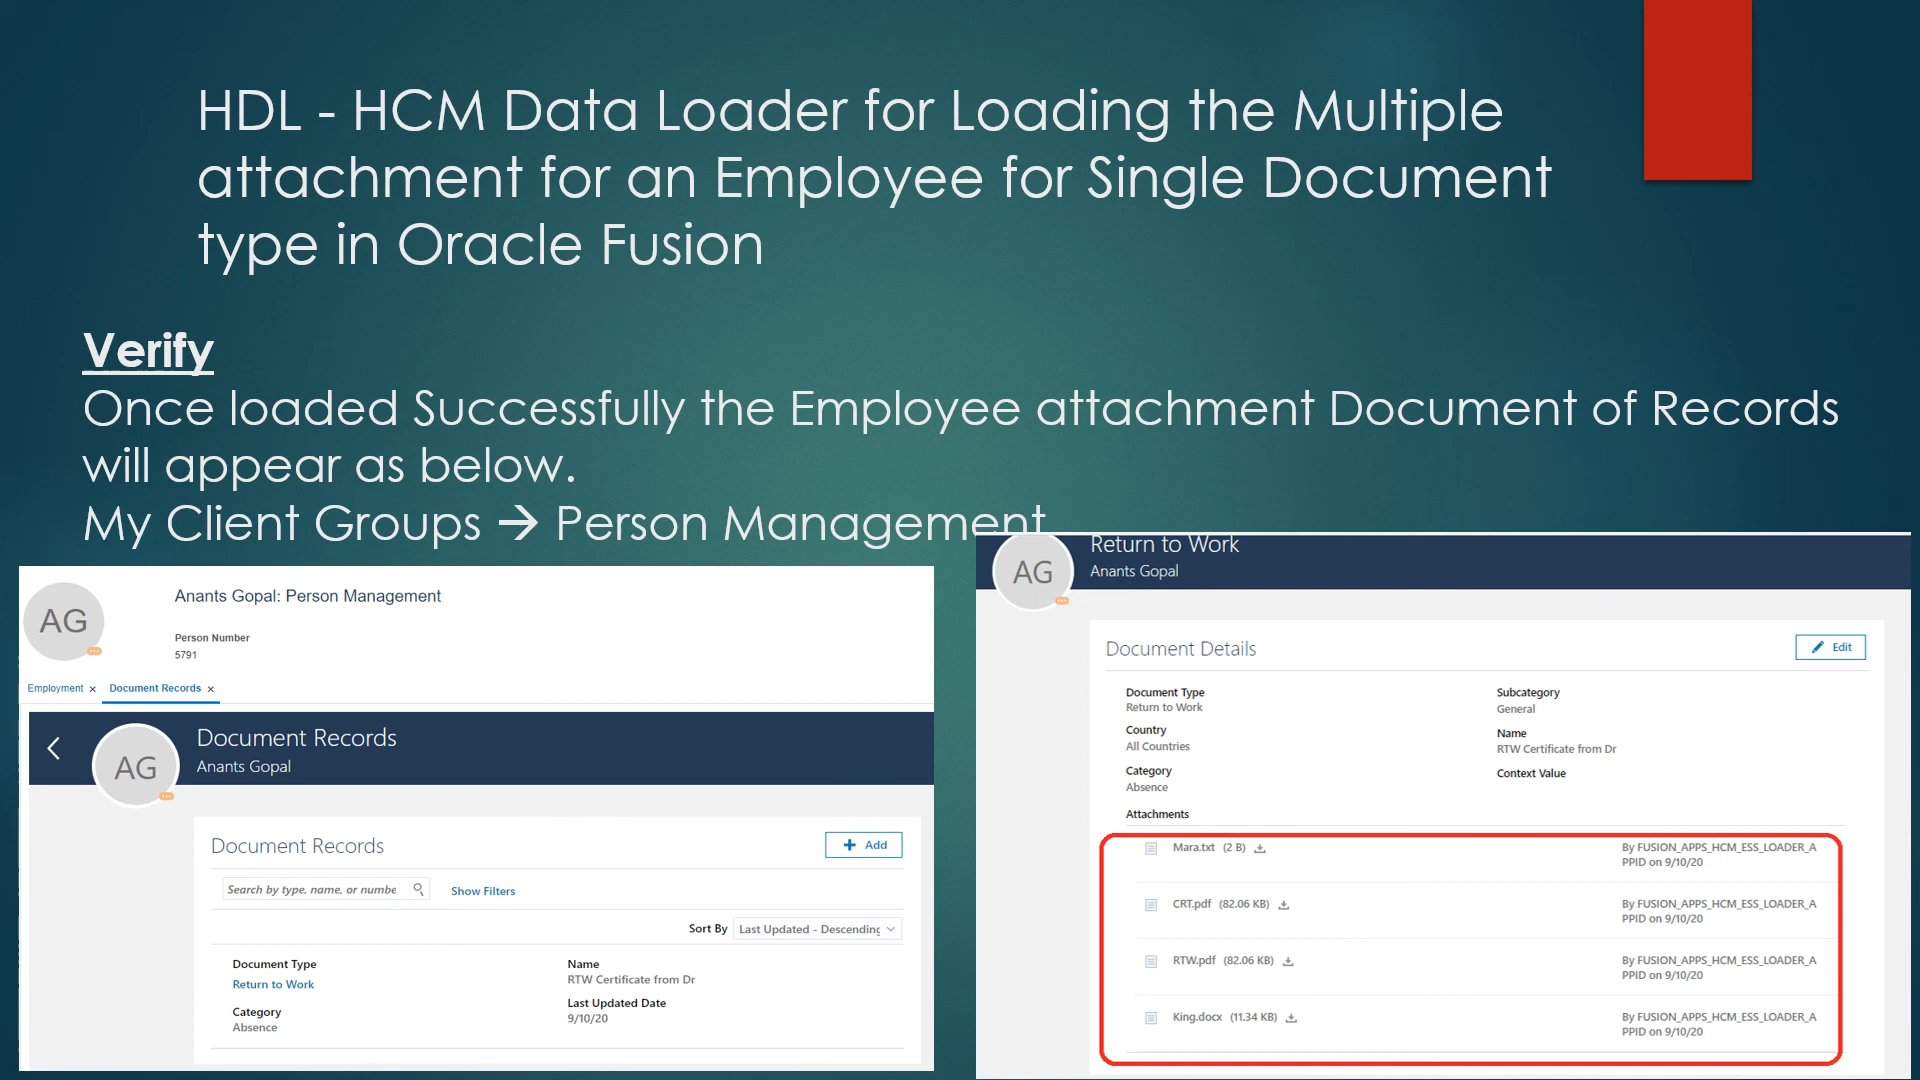 HDL - HCM Data Loader for Loading the Multiple
attachment for an Employee for Single Document
type in Oracle Fusion
Verify
Once loaded Successfully the Employee attachment Document of Records
will appear as below.
My Client Groups → Person Management
AG
Anants Gopal: Person Management
Person Number
5791
Employment × Document Records ×
AG
Document Records
Anants Gopal
Document Records
Add
Search by type, name, or numbe
Show Filters
Sort By Last Updated - Descending
Document Type
Return to Work
Category
Absence
Name
RTW Certificate from Dr
Last Updated Date
9/10/20
AG
Return to Work
Anants Gopal
Document Details
Edit
Document Type
Return to Work
Country
All Countries
Category
Absence
Subcategory
General
Name
RTW Certificate from Dr
Context Value
Attachments
Mara.txt (2 B)
By FUSION_APPS_HCM_ESS_LOADER_A
PPID on 9/10/20
CRT.pdf (82.06 KB)
By FUSION_APPS_HCM_ESS_LOADER_A
PPID on 9/10/20
RTW.pdf (82.06 KB)
By FUSION_APPS_HCM_ESS_LOADER_A
PPID on 9/10/20
King.docx (11.34 KB)
By FUSION_APPS_HCM_ESS_LOADER_A
PPID on 9/10/20